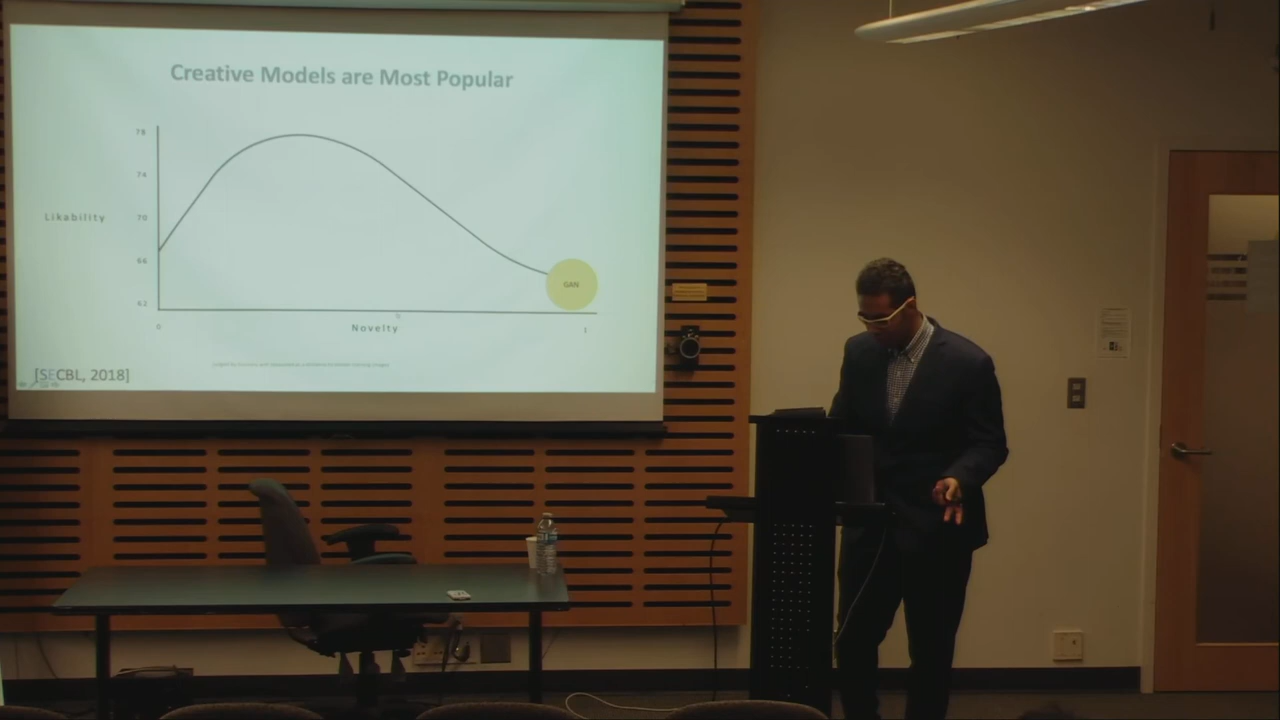 Creative Models are Most Popular
78
74
Likability
70
66
62
GAN
0
Novelty
1
[SECBL, 2018]